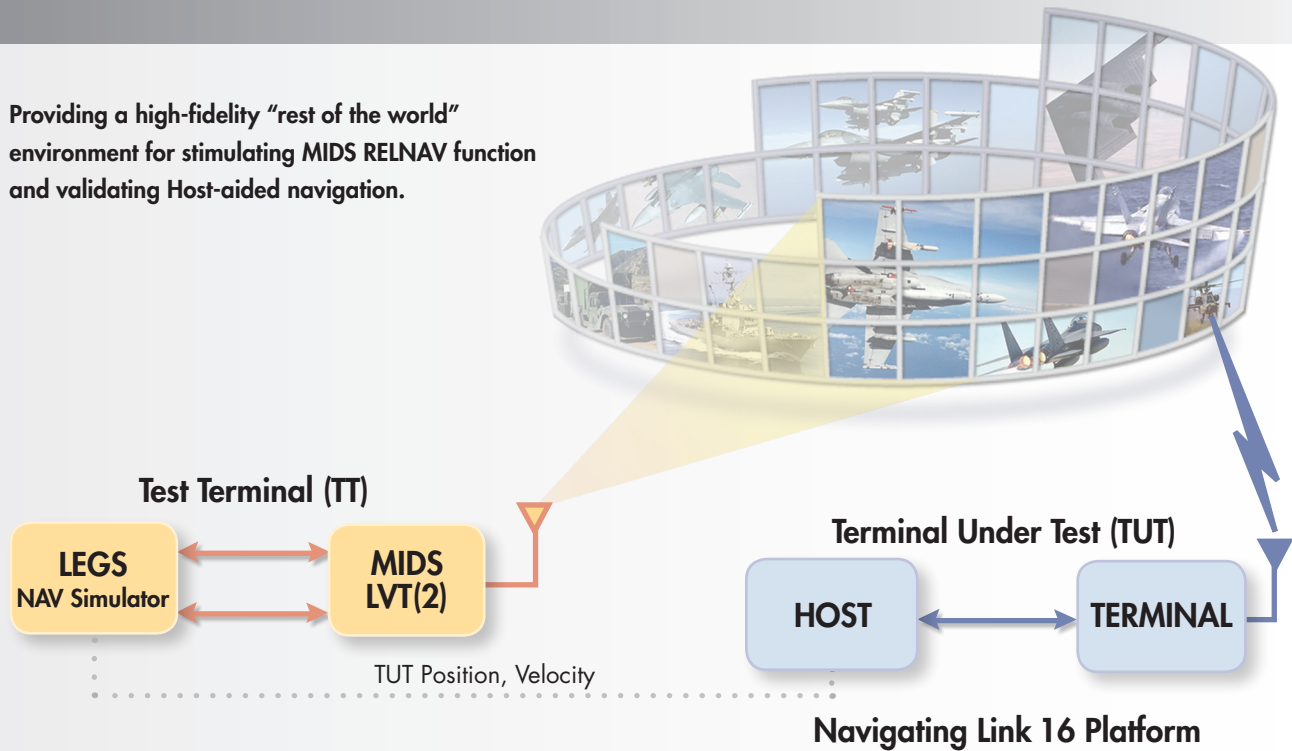 Providing a high-fidelity “rest of the world”
environment for stimulating MIDS RELNAV function
and validating Host-aided navigation.
Test Terminal (TT)
LEGS
NAV Simulator
MIDS
LVT(2)
Terminal Under Test (TUT)
HOST
TERMINAL
TUT Position, Velocity
Navigating Link 16 Platform